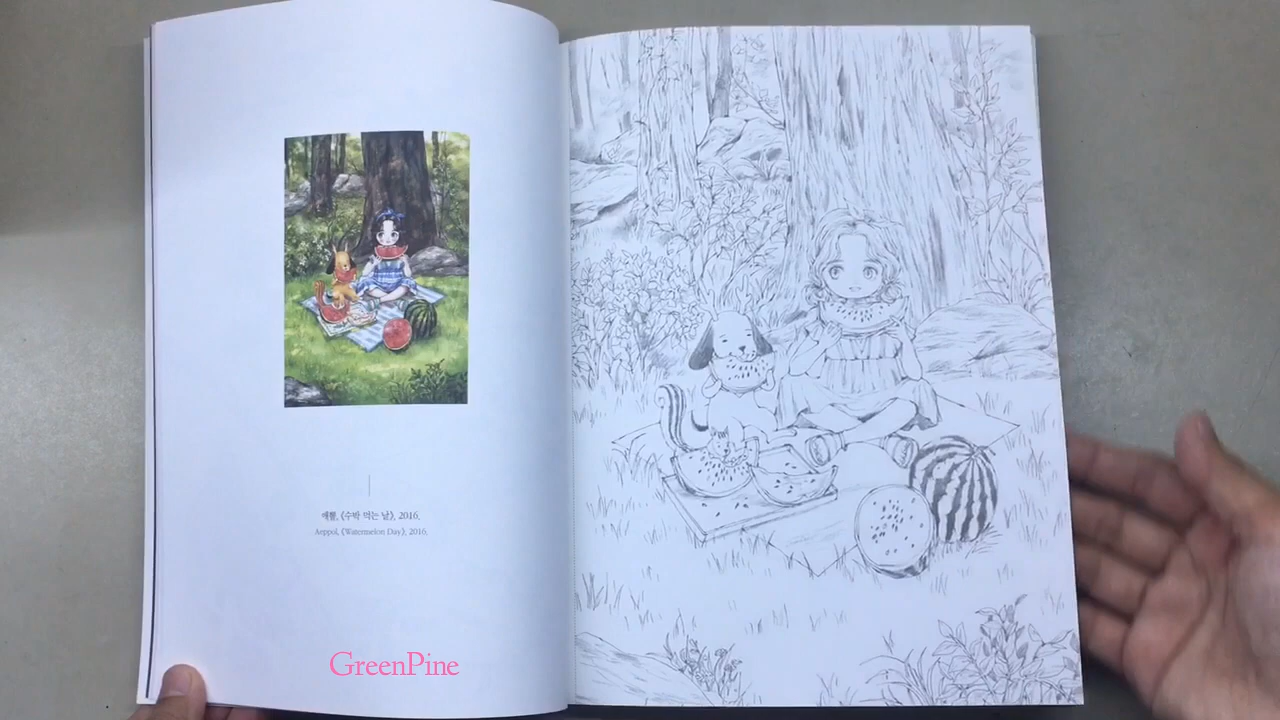 애뽈, 《수박 먹는 날》, 2016.
Aeppol, 《Watermelon Day》, 2016.
GreenPine